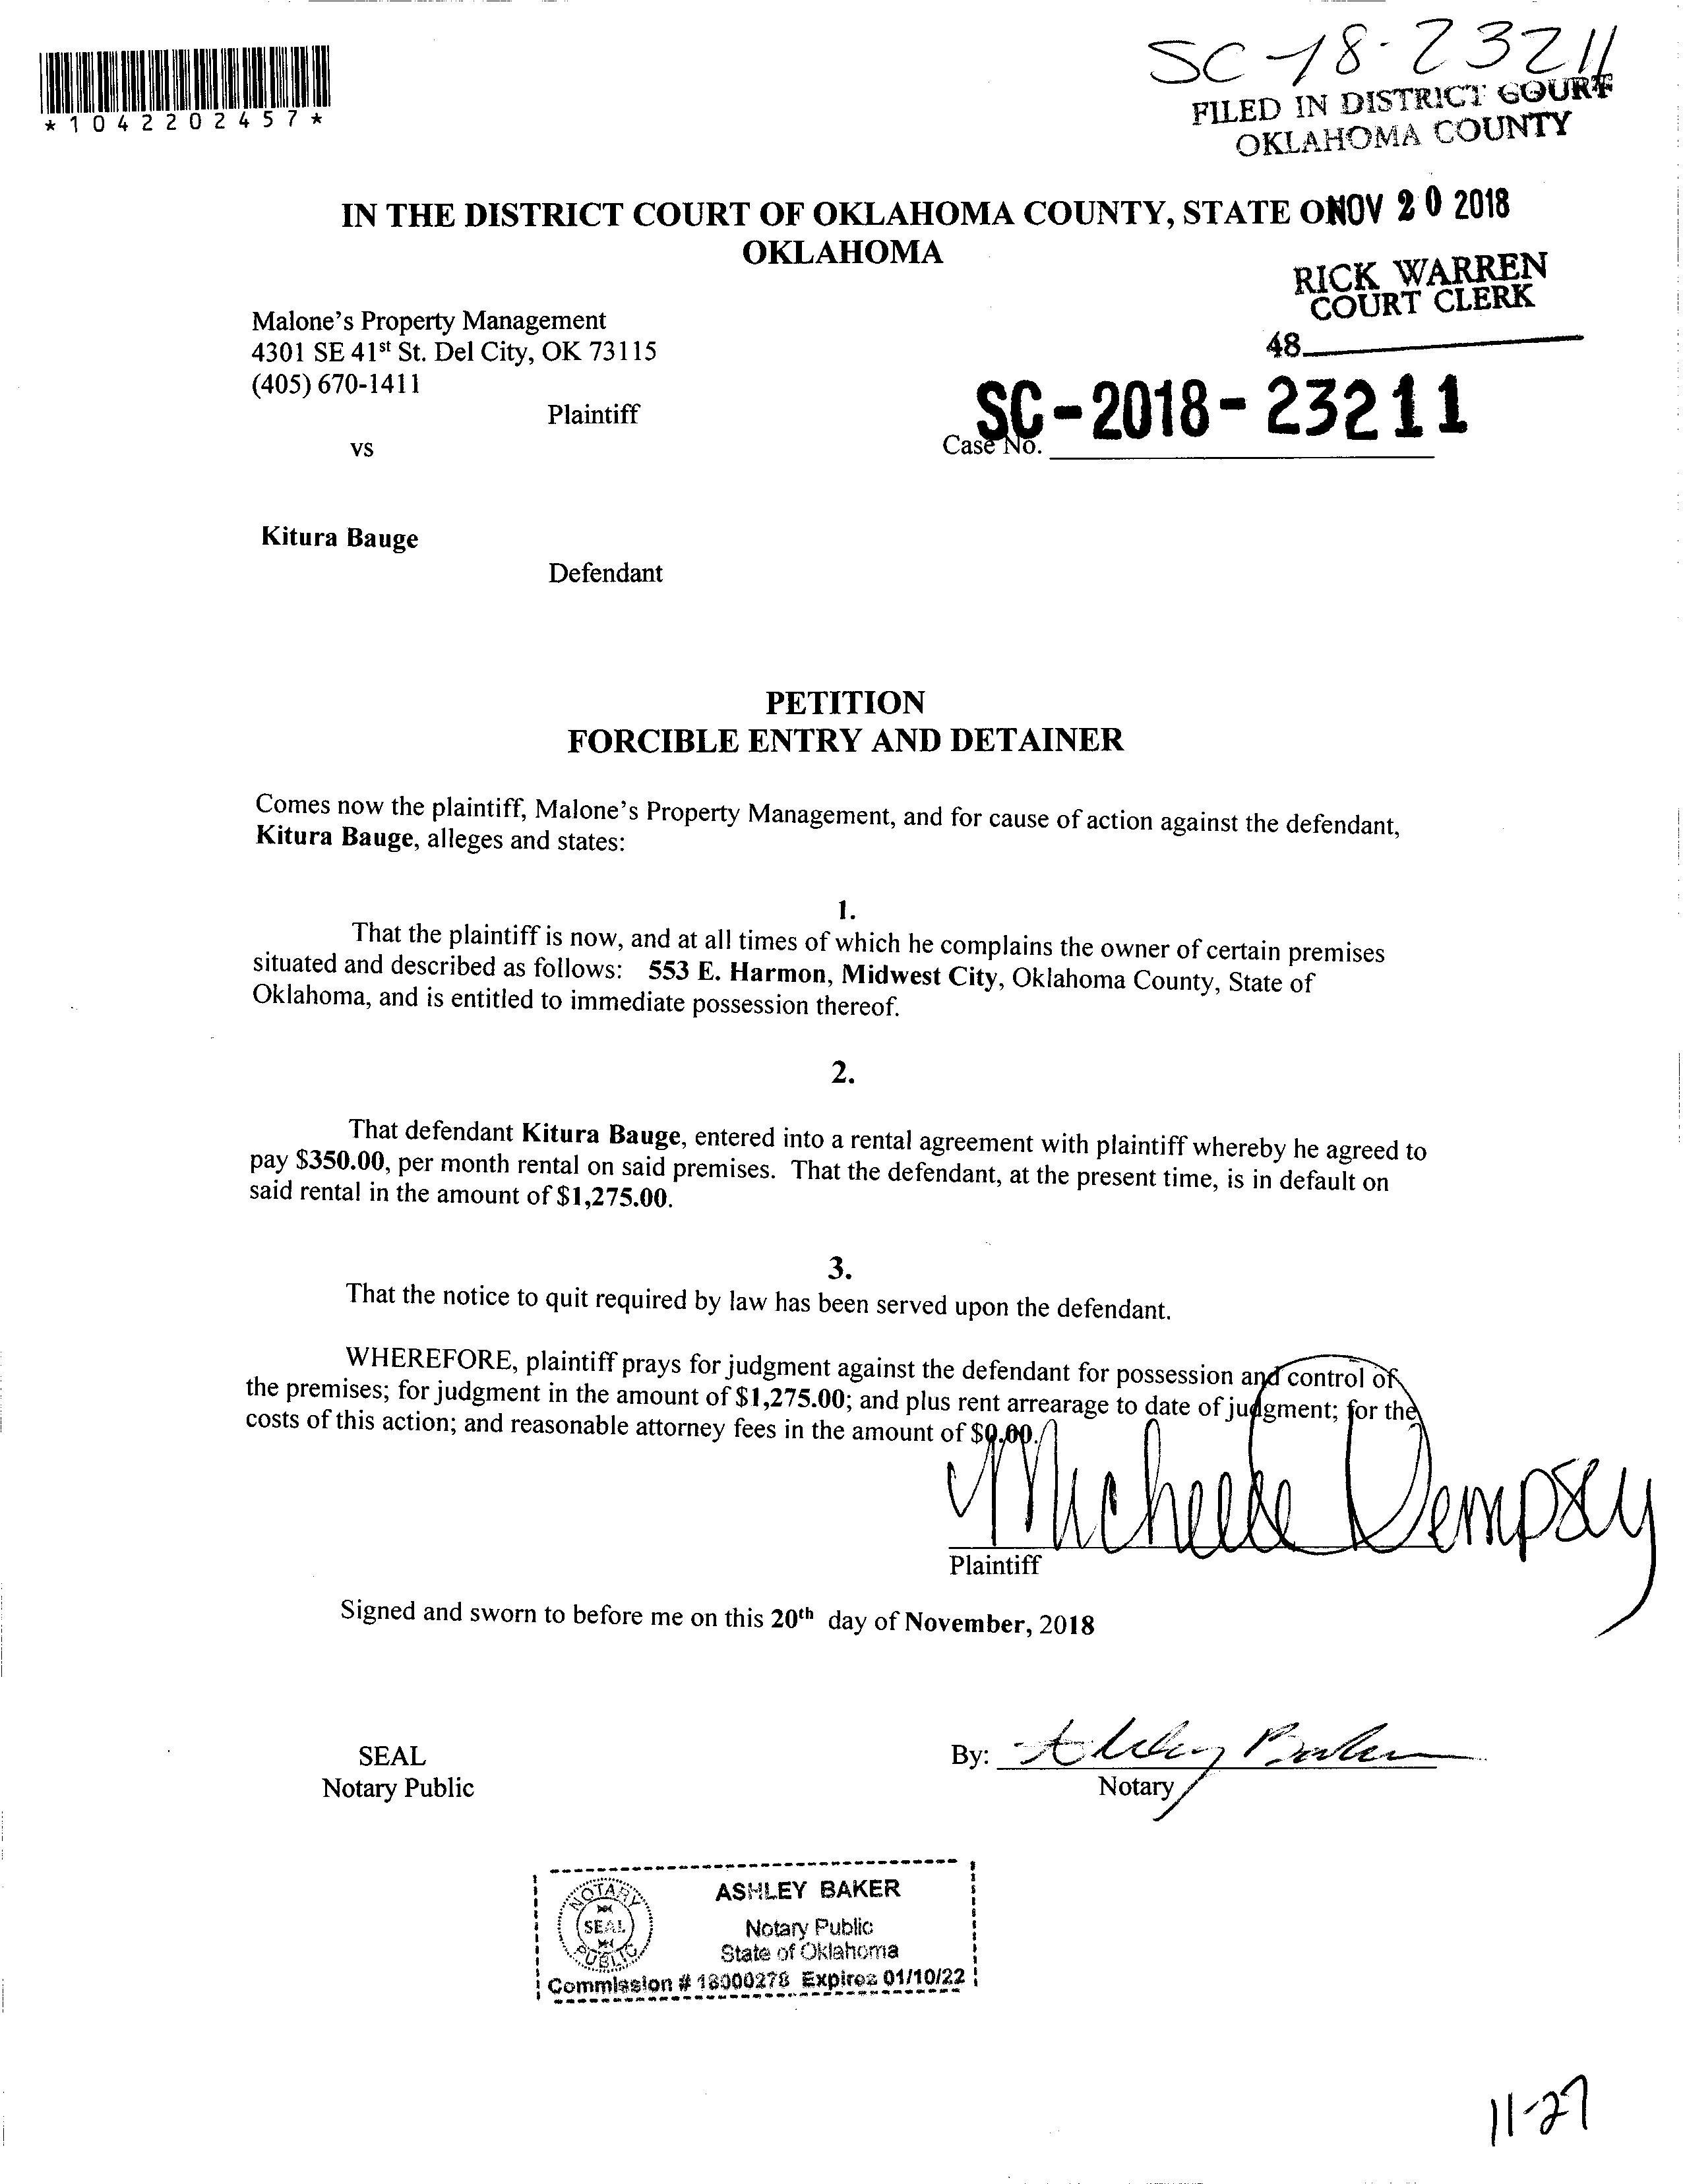 SC-18-23211
*1042202457*
FILED IN DISTRICT COURT
OKLAHOMA COUNTY
IN THE DISTRICT COURT OF OKLAHOMA COUNTY, STATE O
NOV 20 2018
OKLAHOMA
RICK WARREN
COURT CLERK
48
Malone's Property Management
4301 SE 41st St. Del City, OK 73115
(405) 670-1411
Plaintiff
SC-2018-23211
Case No.
vs
Kitura Bauge
Defendant
PETITION
FORCIBLE ENTRY AND DETAINER
Comes now the plaintiff, Malone's Property Management, and for cause of action against the defendant,
Kitura Bauge, alleges and states:
1.
That the plaintiff is now, and at all times of which he complains the owner of certain premises
situated and described as follows: 553 E. Harmon, Midwest City, Oklahoma County, State of
Oklahoma, and is entitled to immediate possession thereof.
2.
That defendant Kitura Bauge, entered into a rental agreement with plaintiff whereby he agreed to
pay $350.00, per month rental on said premises. That the defendant, at the present time, is in default on
said rental in the amount of $1,275.00.
3.
That the notice to quit required by law has been served upon the defendant.
WHEREFORE, plaintiff prays for judgment against the defendant for possession and control of
the premises; for judgment in the amount of $1,275.00; and plus rent arrearage to date of judgment; for the
costs of this action; and reasonable attorney fees in the amount of $0.00.
Michelle Dempsey
Plaintiff
Signed and sworn to before me on this 20th day of November, 2018
SEAL
Notary Public
By: Ashley Baker
Notary
NOTARY
SEAL
PUBLIC
ASHLEY BAKER
Notary Public
State of Oklahoma
Commission # 18000278 Expires 01/10/22
11-27